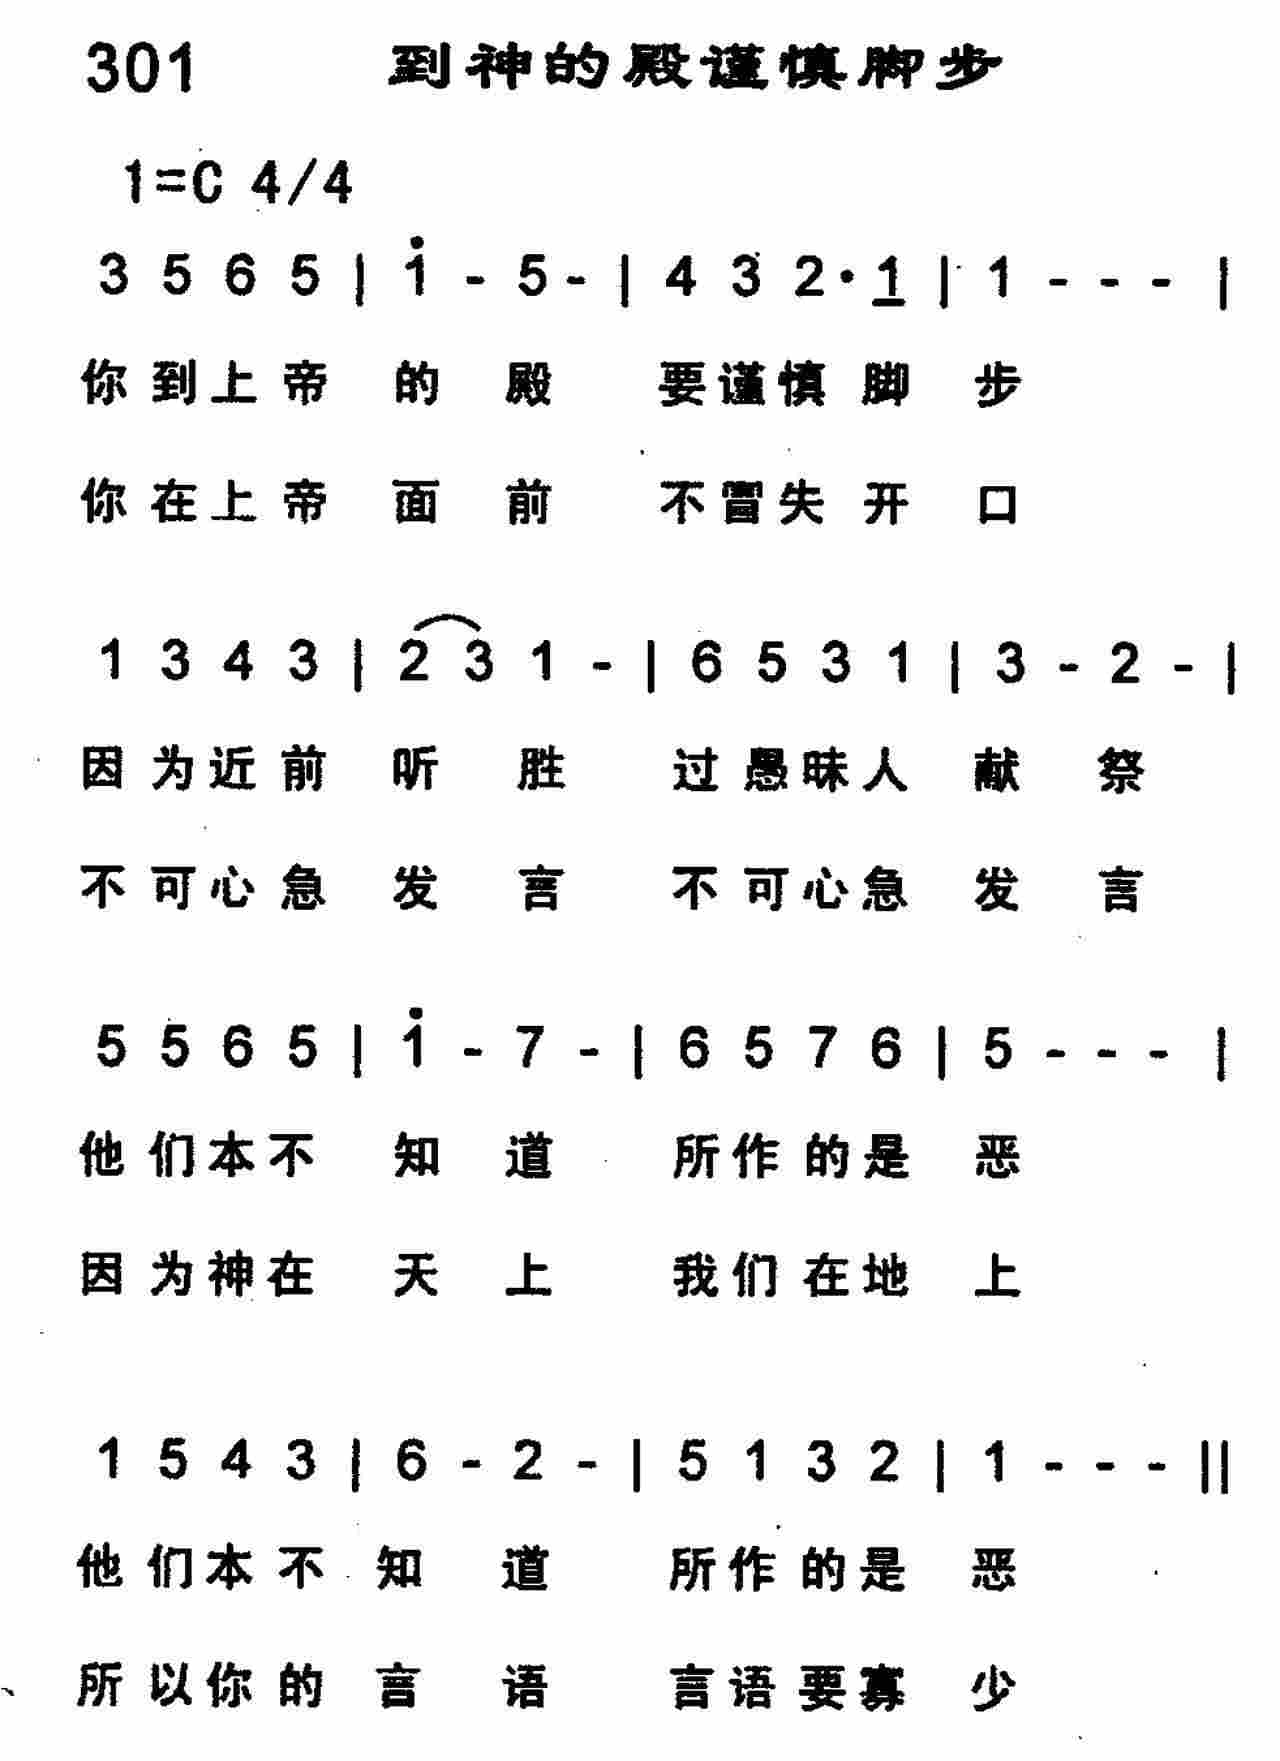 301 到神的殿谨慎脚步
1=C 4/4
3 5 6 5 | i - 5 - | 4 3 2 · 1 | 1 - - - |
你到上帝的殿 要谨慎脚步
你在上帝面前 不冒失开口
1 3 4 3 | 2 3 1 - | 6 5 3 1 | 3 - 2 - |
因为近前听胜 过愚昧人献祭
不可心急发言 不可心急发言
5 5 6 5 | i - 7 - | 6 5 7 6 | 5 - - - |
他们本不知道 所作的是恶
因为神在天上 我们在地上
1 5 4 3 | 6 - 2 - | 5 1 3 2 | 1 - - - ||
他们本不知道 所作的是恶
所以你的言语 言语要寡少